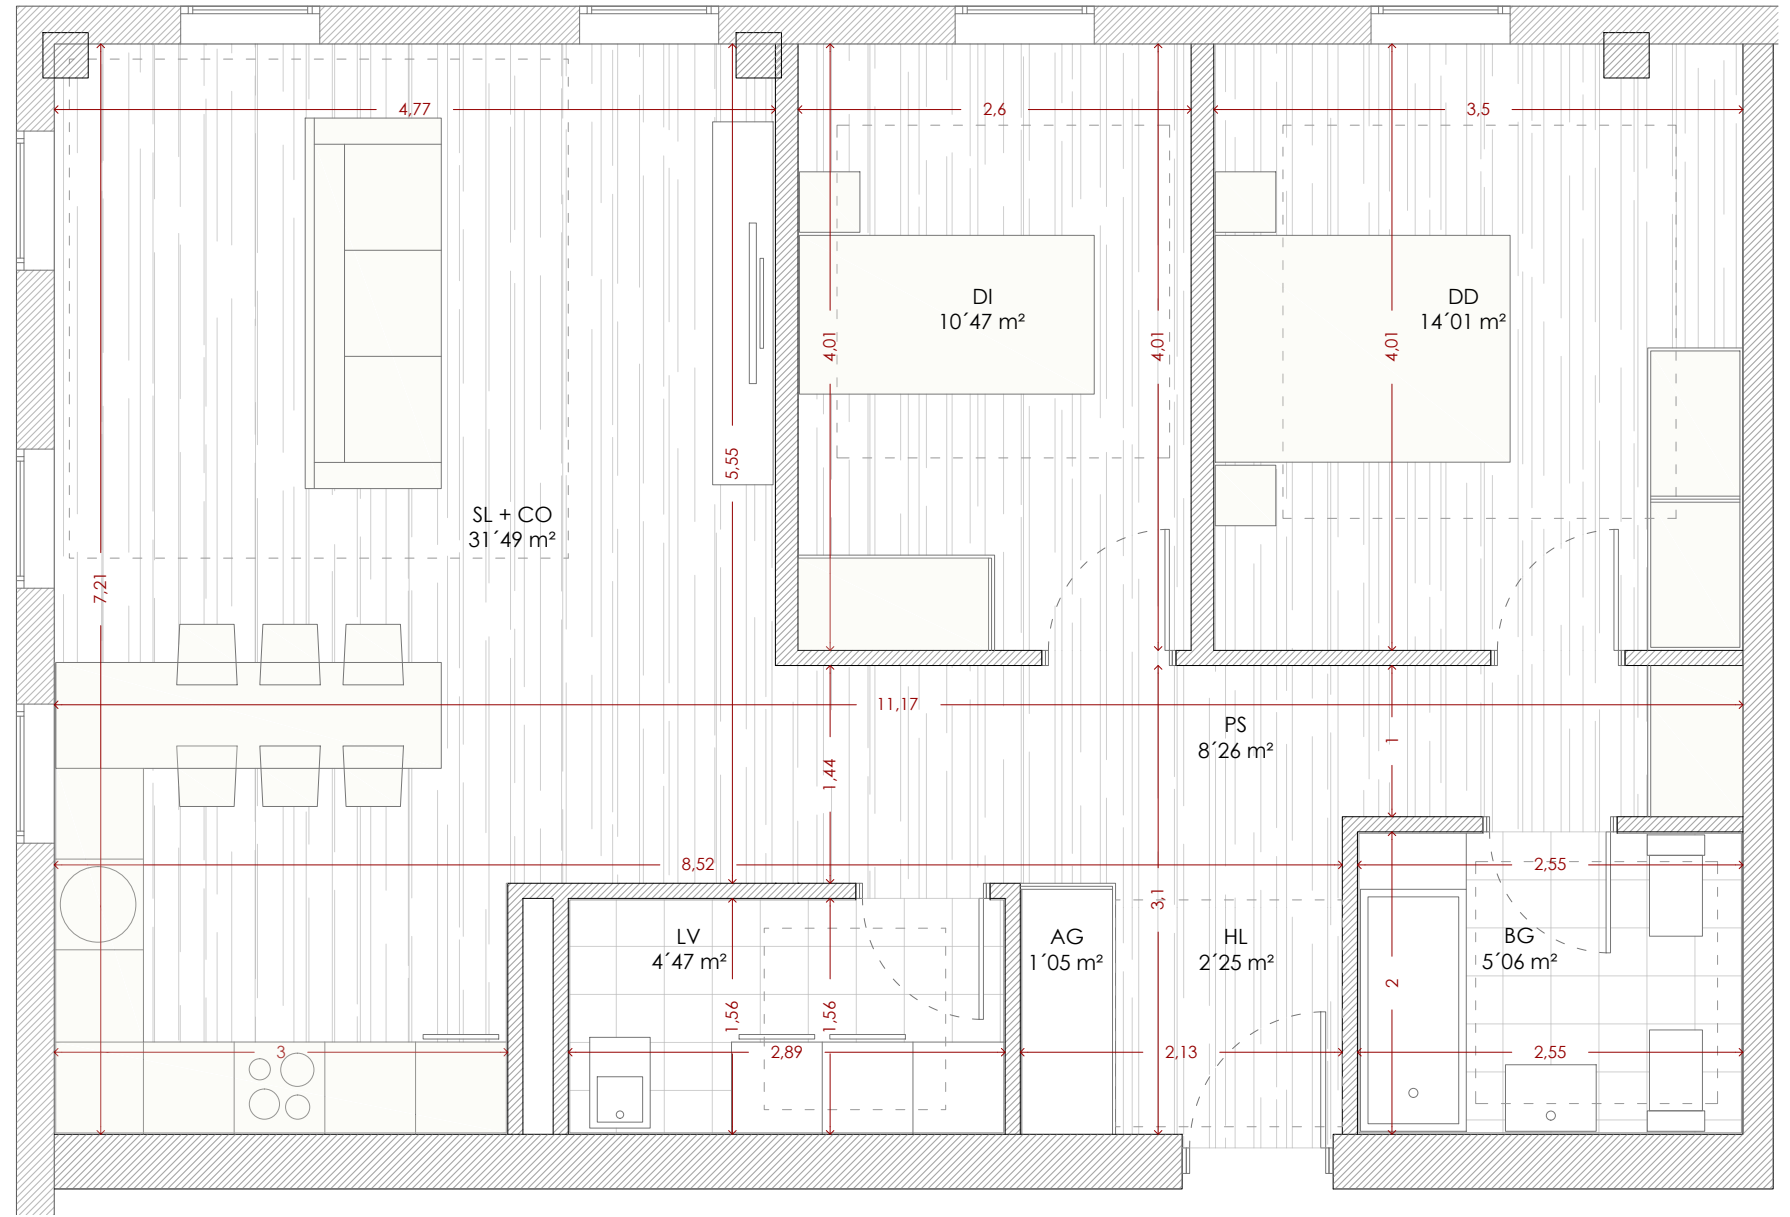 4,77
2,6
3,5
DI
10´47 m²
DD
14´01 m²
4,01
4,01
4,01
5,55
SL + CO
31´49 m²
7,21
11,17
PS
8´26 m²
1
1,44
8,52
2,55
3,1
LV
4´47 m²
AG
1´05 m²
HL
2´25 m²
BG
5´06 m²
2
1,56
1,56
3
2,89
2,13
2,55